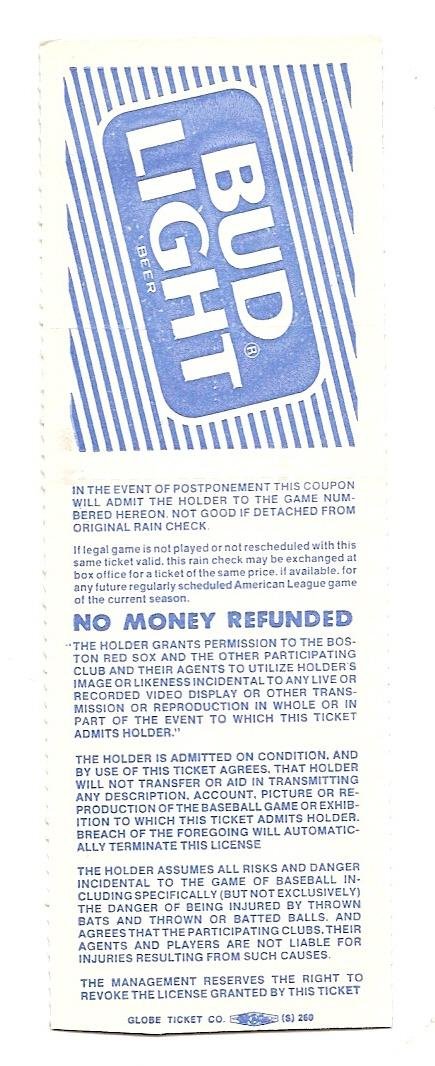 BUD
LIGHT
BEER
®
IN THE EVENT OF POSTPONEMENT THIS COUPON
WILL ADMIT THE HOLDER TO THE GAME NUM-
BERED HEREON. NOT GOOD IF DETACHED FROM
ORIGINAL RAIN CHECK.
If legal game is not played or not rescheduled with this
same ticket valid, this rain check may be exchanged at
box office for a ticket of the same price, if available, for
any future regularly scheduled American League game
of the current season.
NO MONEY REFUNDED
"THE HOLDER GRANTS PERMISSION TO THE BOS-
TON RED SOX AND THE OTHER PARTICIPATING
CLUB AND THEIR AGENTS TO UTILIZE HOLDER'S
IMAGE OR LIKENESS INCIDENTAL TO ANY LIVE OR
RECORDED VIDEO DISPLAY OR OTHER TRANS-
MISSION OR REPRODUCTION IN WHOLE OR IN
PART OF THE EVENT TO WHICH THIS TICKET
ADMITS HOLDER."
THE HOLDER IS ADMITTED ON CONDITION, AND
BY USE OF THIS TICKET AGREES, THAT HOLDER
WILL NOT TRANSFER OR AID IN TRANSMITTING
ANY DESCRIPTION, ACCOUNT, PICTURE OR RE-
PRODUCTION OF THE BASEBALL GAME OR EXHIB-
ITION TO WHICH THIS TICKET ADMITS HOLDER.
BREACH OF THE FOREGOING WILL AUTOMATIC-
ALLY TERMINATE THIS LICENSE
THE HOLDER ASSUMES ALL RISKS AND DANGER
INCIDENTAL TO THE GAME OF BASEBALL IN-
CLUDING SPECIFICALLY (BUT NOT EXCLUSIVELY)
THE DANGER OF BEING INJURED BY THROWN
BATS AND THROWN OR BATTED BALLS, AND
AGREES THAT THE PARTICIPATING CLUBS, THEIR
AGENTS AND PLAYERS ARE NOT LIABLE FOR
INJURIES RESULTING FROM SUCH CAUSES.
THE MANAGEMENT RESERVES THE RIGHT TO
REVOKE THE LICENSE GRANTED BY THIS TICKET
GLOBE TICKET CO. (S) 260